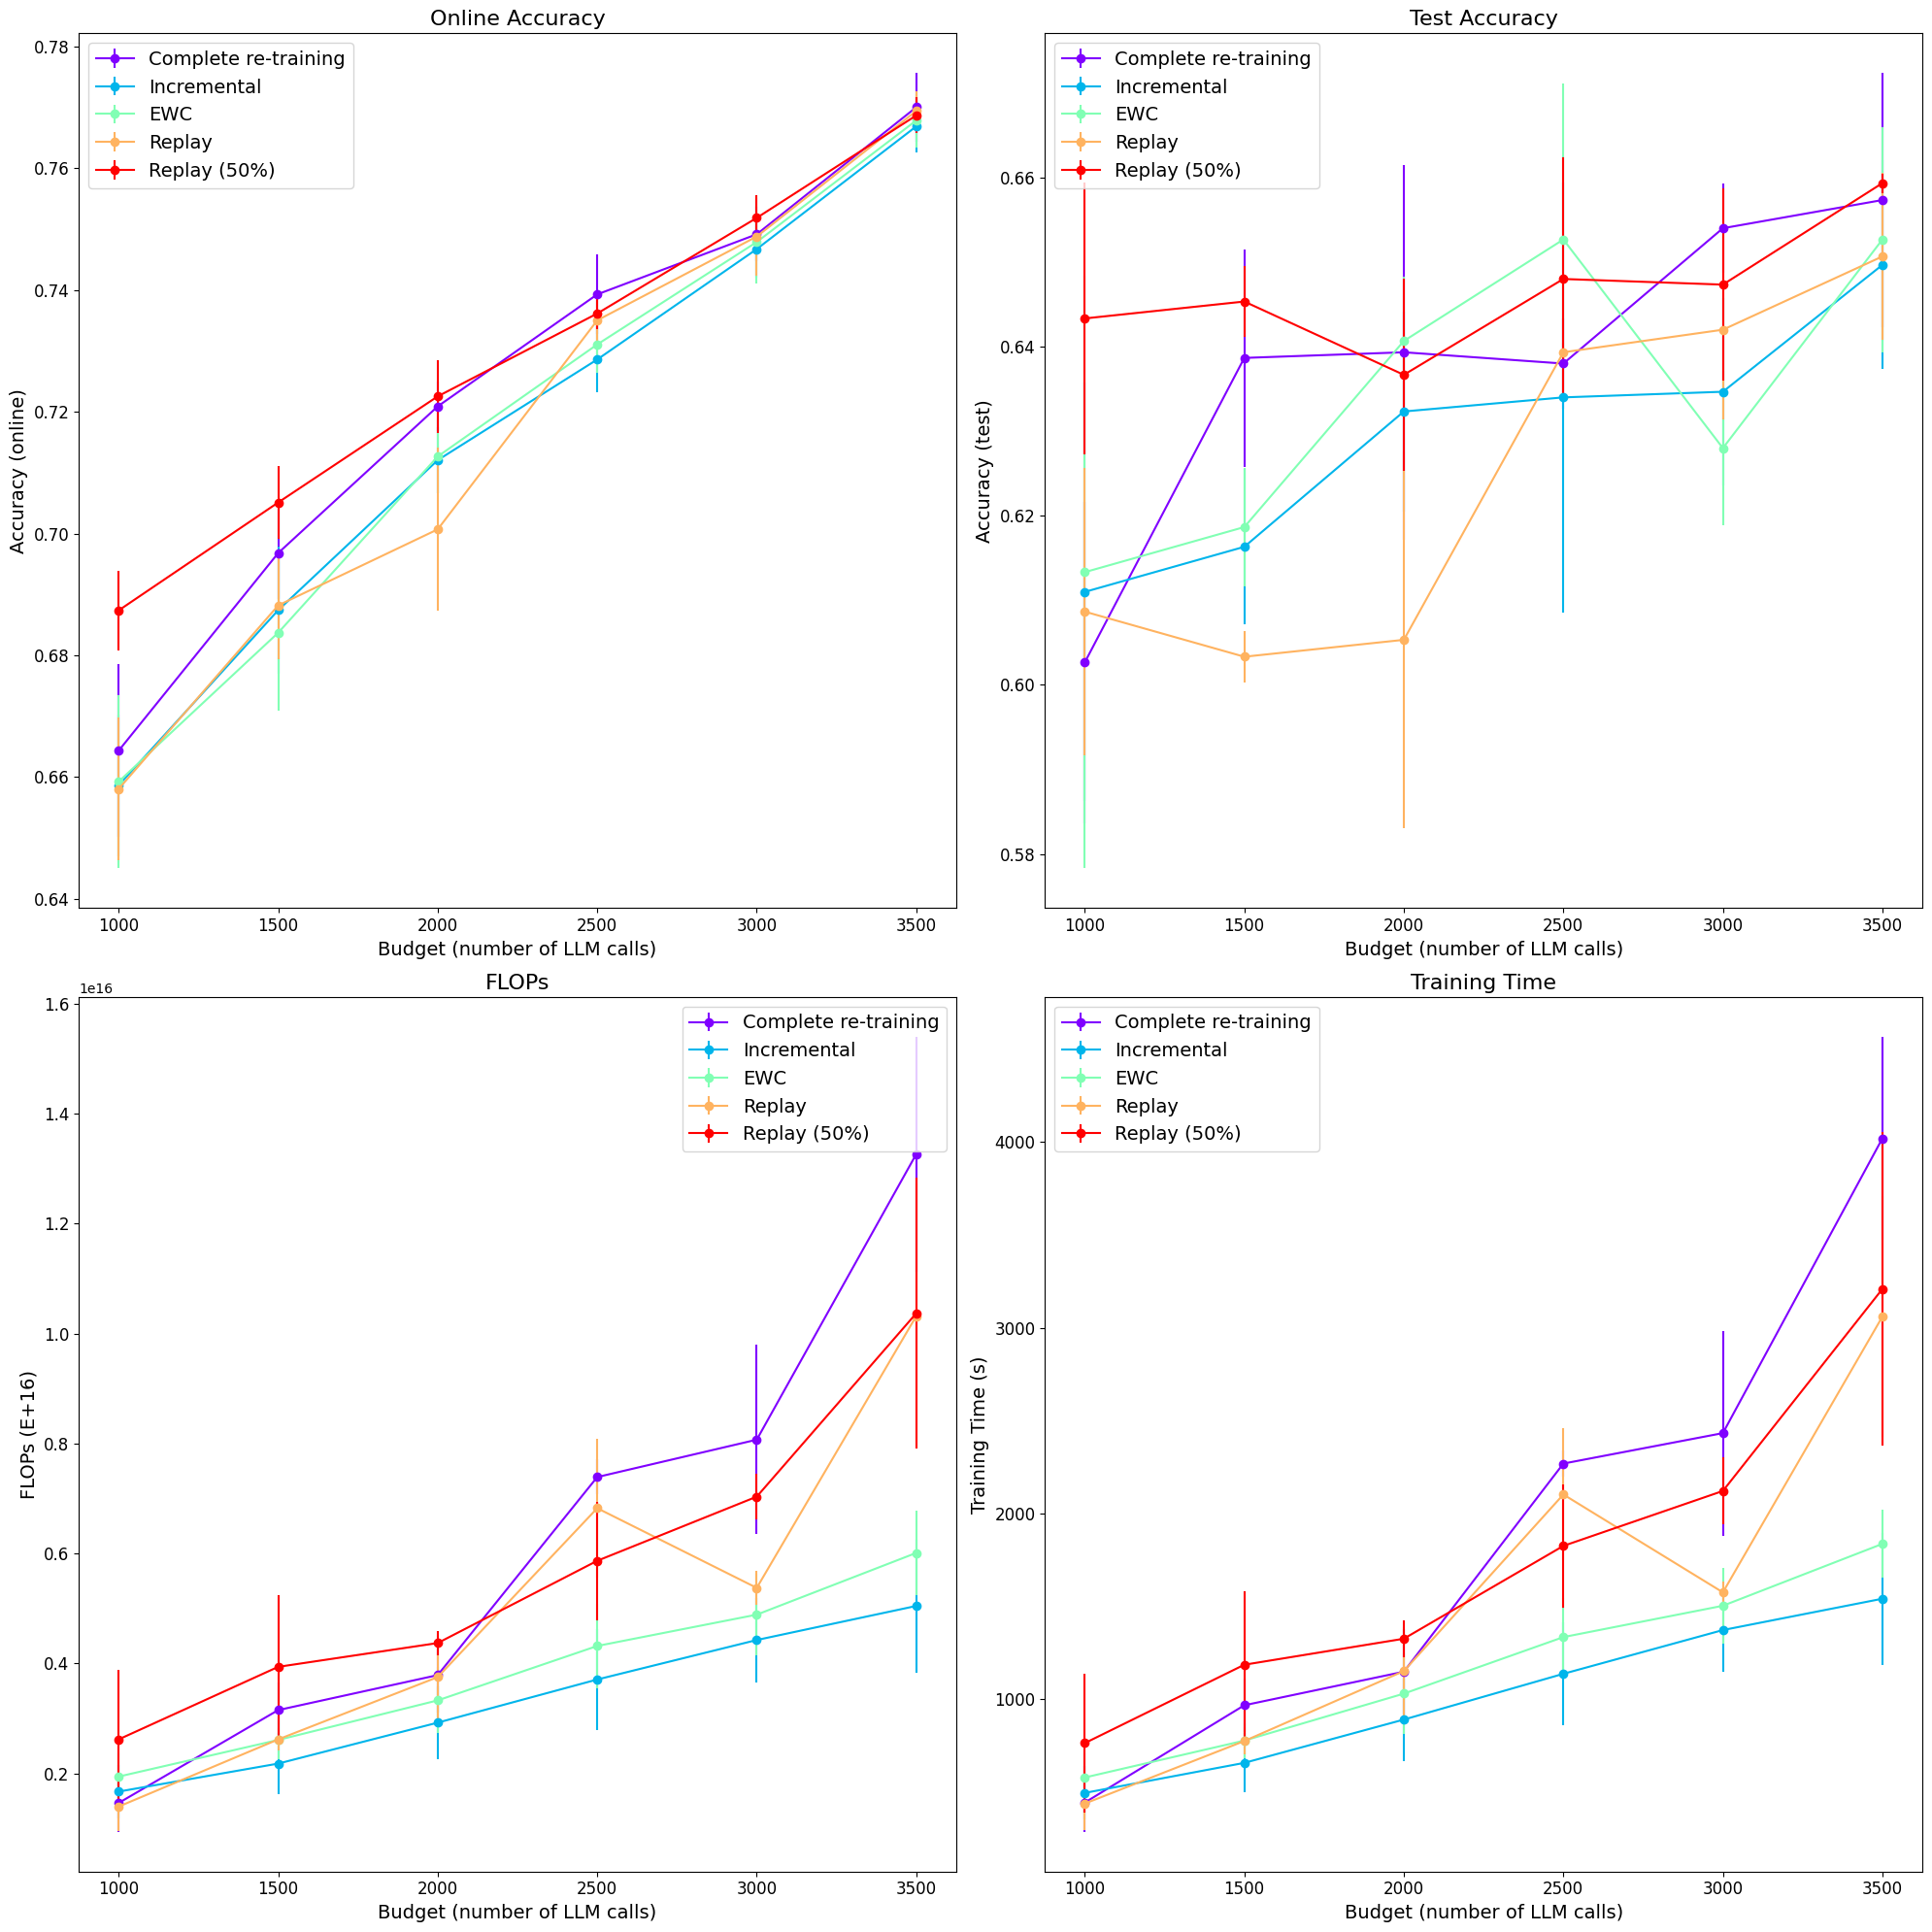 Online Accuracy
Complete re-training
Incremental
EWC
Replay
Replay (50%)
0.78
0.76
0.74
0.72
0.70
0.68
0.66
0.64
Accuracy (online)
1000 1500 2000 2500 3000 3500
Budget (number of LLM calls)
Test Accuracy
Complete re-training
Incremental
EWC
Replay
Replay (50%)
0.66
0.64
0.62
0.60
0.58
Accuracy (test)
1000 1500 2000 2500 3000 3500
Budget (number of LLM calls)
FLOPs
1e16
Complete re-training
Incremental
EWC
Replay
Replay (50%)
1.6
1.4
1.2
1.0
0.8
0.6
0.4
0.2
FLOPs (E+16)
1000 1500 2000 2500 3000 3500
Budget (number of LLM calls)
Training Time
Complete re-training
Incremental
EWC
Replay
Replay (50%)
4000
3000
2000
1000
Training Time (s)
1000 1500 2000 2500 3000 3500
Budget (number of LLM calls)